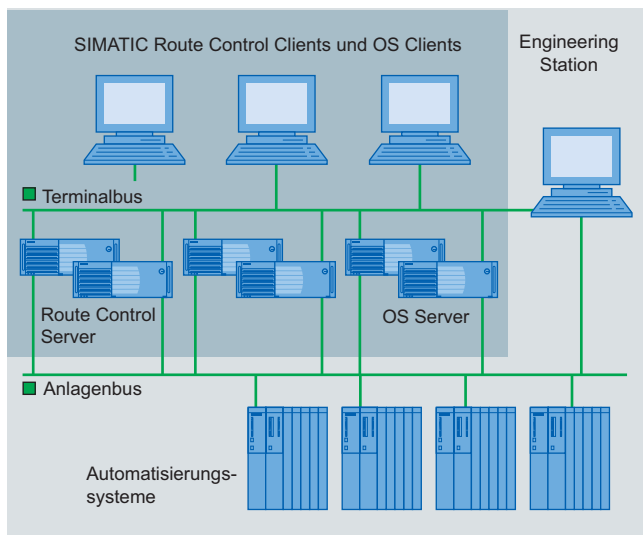 SIMATIC Route Control Clients und OS Clients
Engineering
Station
Terminalbus
Route Control
Server
OS Server
Anlagenbus
Automatisierungs-
systeme